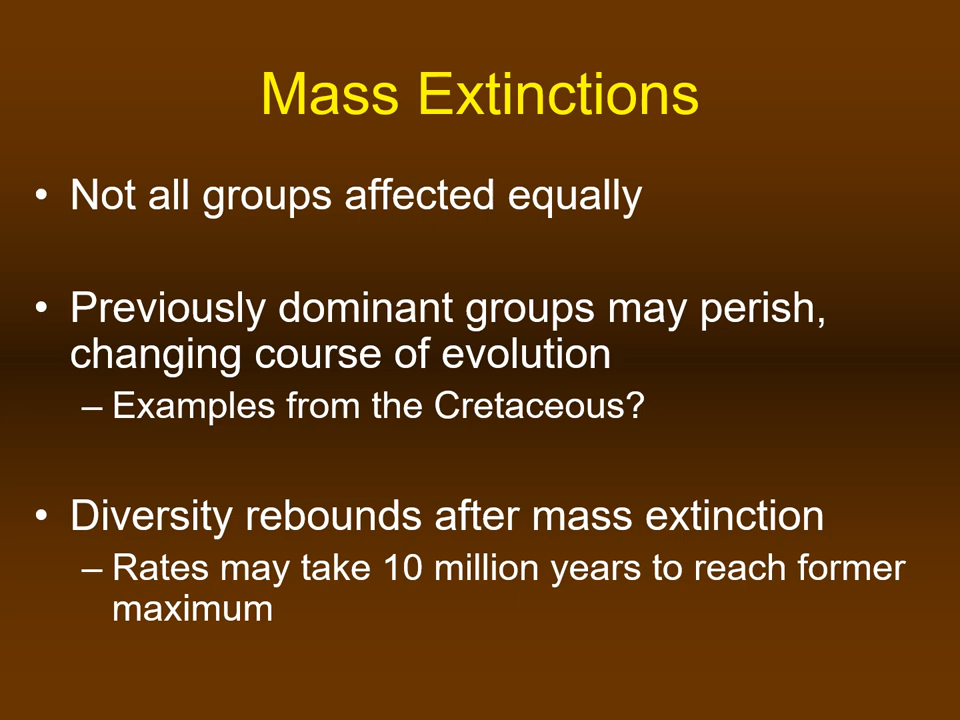 Mass Extinctions
• Not all groups affected equally
• Previously dominant groups may perish,
changing course of evolution
– Examples from the Cretaceous?
• Diversity rebounds after mass extinction
– Rates may take 10 million years to reach former
maximum